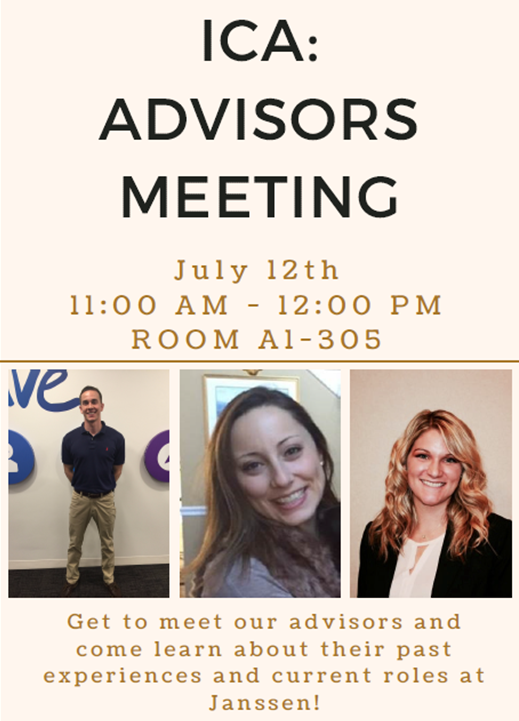 ICA:
ADVISORS
MEETING
July 12th
11:00 AM - 12:00 PM
ROOM A1-305
ve
Get to meet our advisors and
come learn about their past
experiences and current roles at
Janssen!